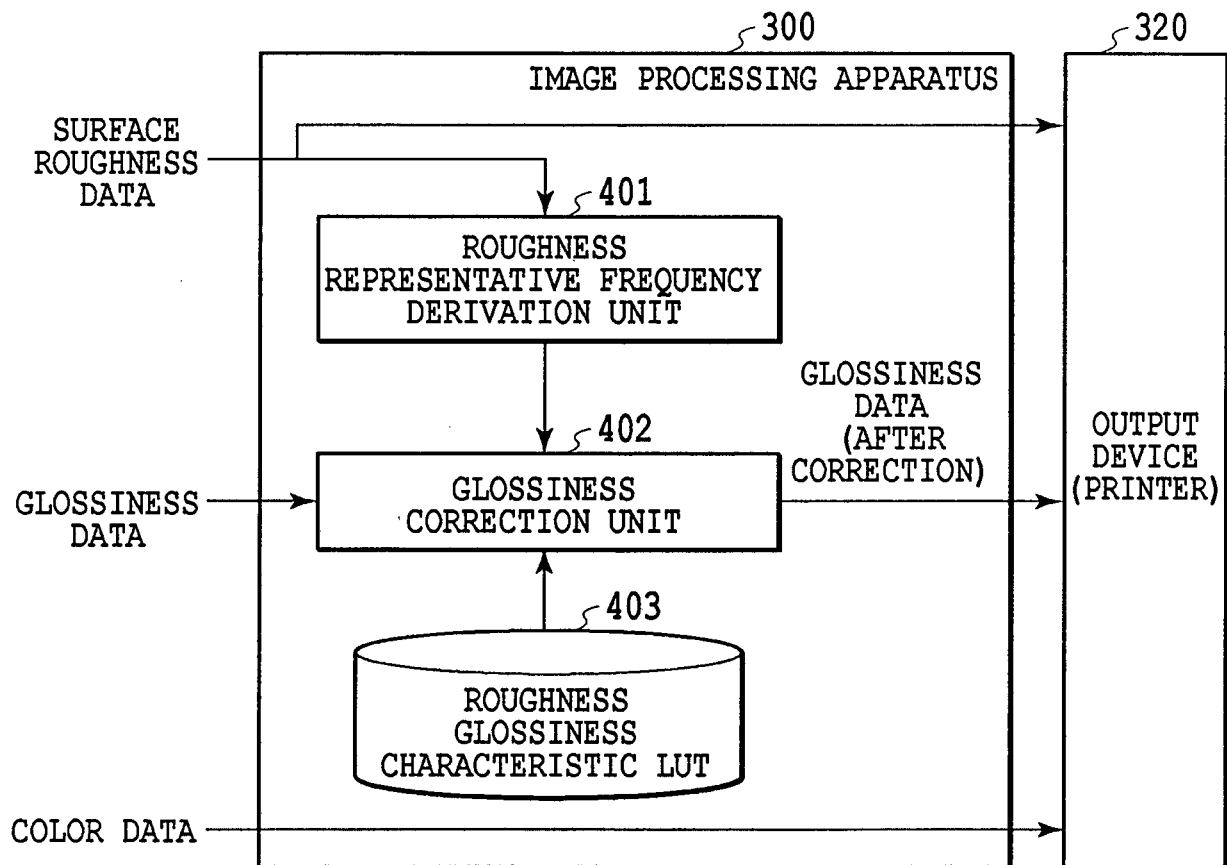 300
320
IMAGE PROCESSING APPARATUS
SURFACE
ROUGHNESS
DATA
401
ROUGHNESS
REPRESENTATIVE FREQUENCY
DERIVATION UNIT
GLOSSINESS
DATA
(AFTER
CORRECTION)
402
GLOSSINESS
CORRECTION UNIT
GLOSSINESS
DATA
OUTPUT
DEVICE
(PRINTER)
403
ROUGHNESS
GLOSSINESS
CHARACTERISTIC LUT
COLOR DATA